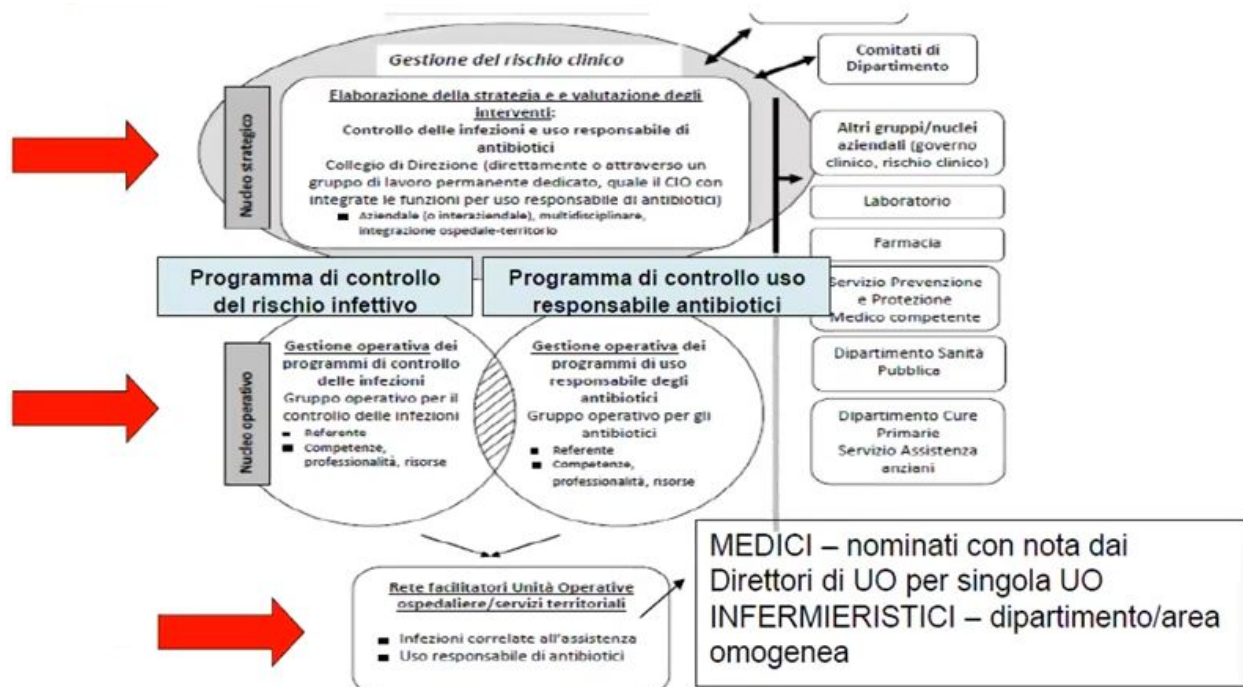 Gestione del rischio clinico
Comitati di
Dipartimento
Nucleo strategico
Elaborazione della strategia e e valutazione degli
interventi:
Controllo delle infezioni e uso responsabile di
antibiotici
Collegio di Direzione (direttamente o attraverso un
gruppo di lavoro permanente dedicato, quale il CIO con
integrate le funzioni per uso responsabile di antibiotici)
■ Aziendale (o interaziendale), multidisciplinare,
integrazione ospedale-territorio
Altri gruppi/nuclei
aziendali (governo
clinico, rischio clinico)
Laboratorio
Farmacia
Servizio Prevenzione
e Protezione
Medico competente
Dipartimento Sanità
Pubblica
Dipartimento Cure
Primarie
Servizio Assistenza
anziani
Programma di controllo
del rischio infettivo
Programma di controllo uso
responsabile antibiotici
Nucleo operativo
Gestione operativa dei
programmi di controllo
delle infezioni
Gruppo operativo per il
controllo delle infezioni
■ Referente
■ Competenze,
professionalità, risorse
Gestione operativa dei
programmi di uso
responsabile degli
antibiotici
Gruppo operativo per gli
antibiotici
■ Referente
■ Competenze,
professionalità, risorse
Rete facilitatori Unità Operative
ospedaliere/servizi territoriali
■ Infezioni correlate all'assistenza
■ Uso responsabile di antibiotici
MEDICI – nominati con nota dai
Direttori di UO per singola UO
INFERMIERISTICI – dipartimento/area
omogenea